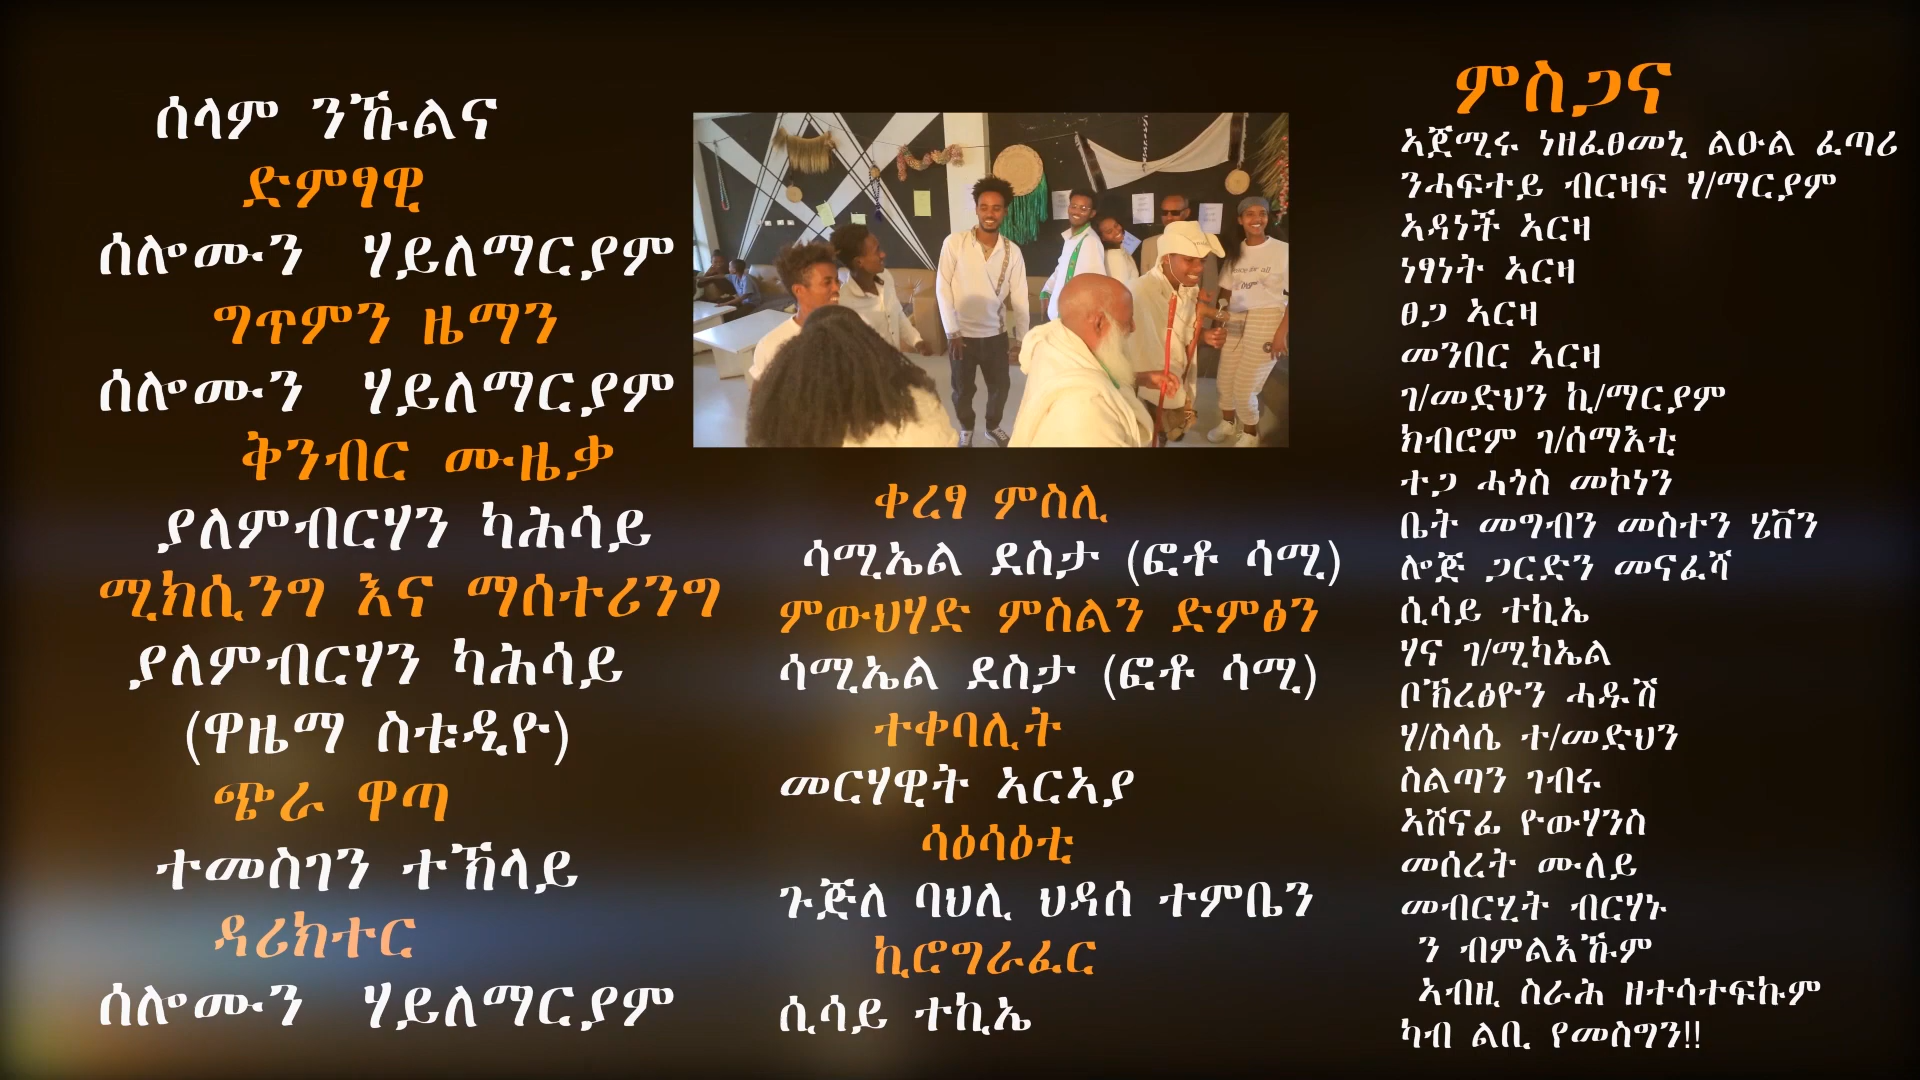 ሰላም ንኹልና
ድምፃዊ
ሰሎሙን ሃይለማርያም
ግጥምን ዜማን
ሰሎሙን ሃይለማርያም
ቅንብር ሙዜቃ
ያለምብርሃን ካሕሳይ
ሚክሲንግ እና ማሰተሪንግ
ያለምብርሃን ካሕሳይ
(ዋዜማ ስቱዲዮ)
ጭራ ዋጣ
ተመስገን ተኽላይ
ዳሪክተር
ሰሎሙን ሃይለማርያም
ቀረፃ ምስሊ
ሳሚኤል ደስታ (ፎቶ ሳሚ)
ምውህሃድ ምስልን ድምፅን
ሳሚኤል ደስታ (ፎቶ ሳሚ)
ተቀባሊት
መርሃዊት ኣርኣያ
ሳዕሳዕቲ
ጉጅለ ባህሊ ህዳሰ ተምቤን
ኪሮግራፈር
ሲሳይ ተኪኤ
ምስጋና
ኣጀሚሩ ነዘፈፀመኒ ልዑል ፈጣሪ
ንሓፍተይ ብርዛፍ ሃ/ማርያም
ኣዳነች ኣርዛ
ነፃነት ኣርዛ
ፀጋ ኣርዛ
መንበር ኣርዛ
ገ/መድህን ኪ/ማርያም
ክብሮም ገ/ሰማእቲ
ተጋ ሓጎስ መኮነን
ቤት መግብን መስተን ሄቨን
ሎጅ ጋርድን መናፈሻ
ሲሳይ ተኪኤ
ሃና ገ/ሚካኤል
ቦኽረፅዮን ሓዱሽ
ሃ/ስላሴ ተ/መድህን
ስልጣን ገብሩ
ኣሸናፊ ዮውሃንስ
መሰረት ሙለይ
መብርሂት ብርሃኑ
ን ብምልእኹም
ኣብዚ ስራሕ ዘተሳተፍኩም
ካብ ልቢ የመስግን!!